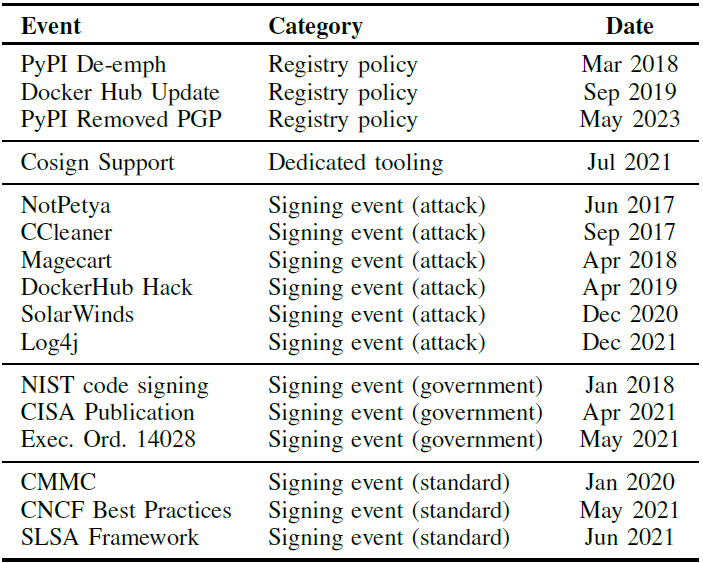 Event Category Date
PyPI De-emph Registry policy Mar 2018
Docker Hub Update Registry policy Sep 2019
PyPI Removed PGP Registry policy May 2023
Cosign Support Dedicated tooling Jul 2021
NotPetya Signing event (attack) Jun 2017
CCleaner Signing event (attack) Sep 2017
Magecart Signing event (attack) Apr 2018
DockerHub Hack Signing event (attack) Apr 2019
SolarWinds Signing event (attack) Dec 2020
Log4j Signing event (attack) Dec 2021
NIST code signing Signing event (government) Jan 2018
CISA Publication Signing event (government) Apr 2021
Exec. Ord. 14028 Signing event (government) May 2021
CMMC Signing event (standard) Jan 2020
CNCF Best Practices Signing event (standard) May 2021
SLSA Framework Signing event (standard) Jun 2021